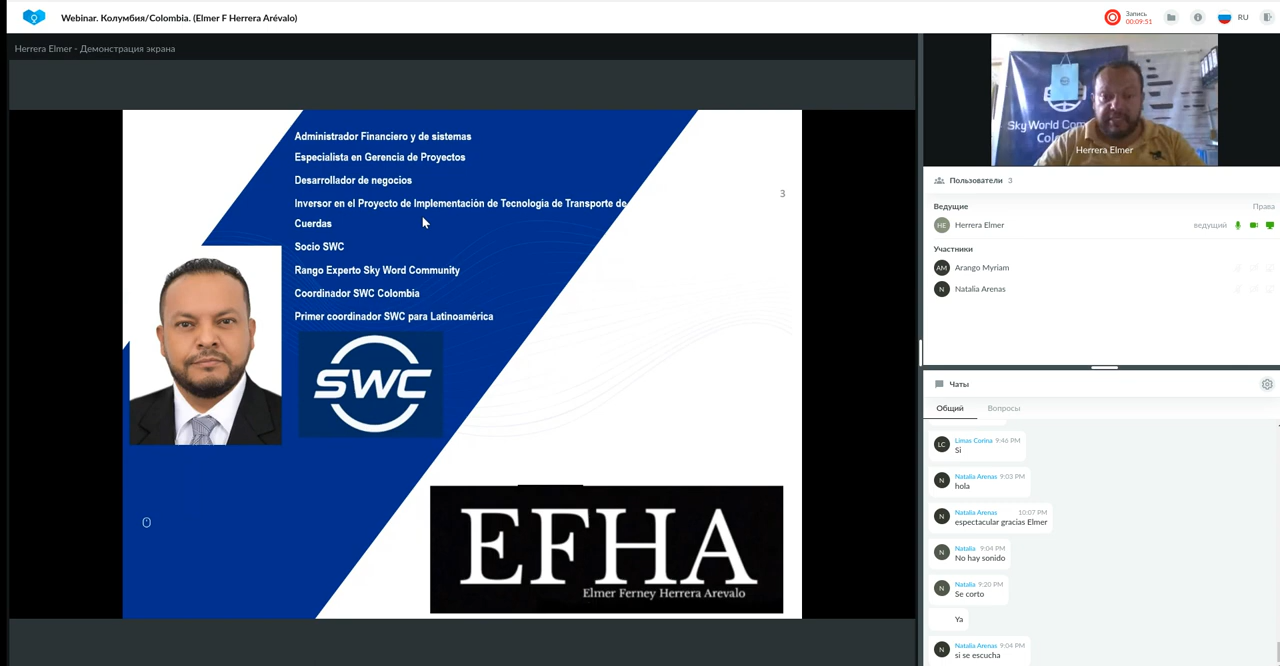 Webinar. Колумбия/Colombia. (Elmer F Herrera Arévalo)
Запись
00:09:51
RU
Herrera Elmer - Демонстрация экрана
Administrador Financiero y de sistemas
Especialista en Gerencia de Proyectos
Desarrollador de negocios
Inversor en el Proyecto de Implementación de Tecnologia de Transporte de
Cuerdas
Socio SWC
Rango Experto Sky Word Community
Coordinador SWC Colombia
Primer coordinador SWC para Latinoamérica
3
SWC
EFHA
Elmer Ferney Herrera Arevalo
Sky World Com
Colo
Herrera Elmer
Пользователи 3
Ведущие
Права
HE Herrera Elmer ведущий
Участники
AM Arango Myriam
N Natalia Arenas
Чаты
Общий Вопросы
LC Limas Corina 9:46 PM
Si
N Natalia Arenas 9:03 PM
hola
N Natalia Arenas 10:07 PM
espectacular gracias Elmer
N Natalia 9:04 PM
No hay sonido
N Natalia 9:20 PM
Se corto
Ya
N Natalia Arenas 9:04 PM
si se escucha